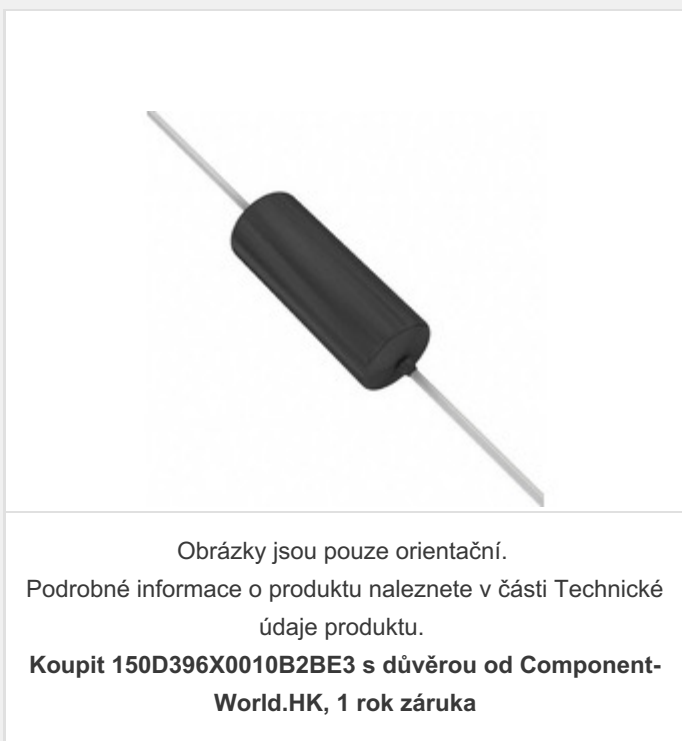 Obrázky jsou pouze orientační.
Podrobné informace o produktu naleznete v části Technické
údaje produktu.
Koupit 150D396X0010B2BE3 s důvěrou od Component-
World.HK, 1 rok záruka